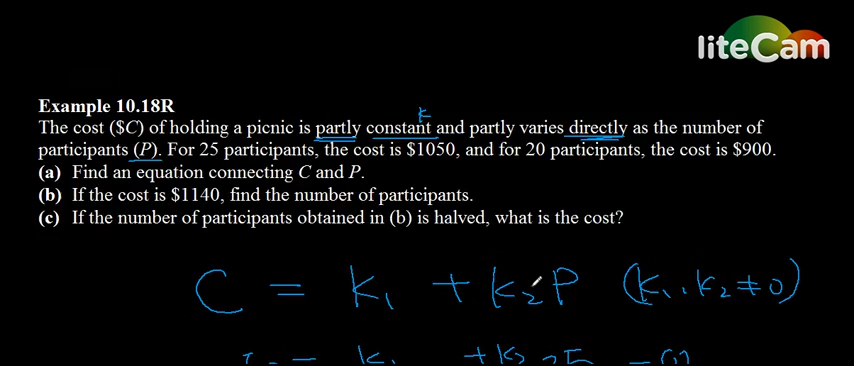 liteCam
Example 10.18R
k
The cost ($C) of holding a picnic is partly constant and partly varies directly as the number of
participants (P). For 25 participants, the cost is $1050, and for 20 participants, the cost is $900.
(a) Find an equation connecting C and P.
(b) If the cost is $1140, find the number of participants.
(c) If the number of participants obtained in (b) is halved, what is the cost?
C = k₁ + k₂P (k₁, k₂ ≠ 0)